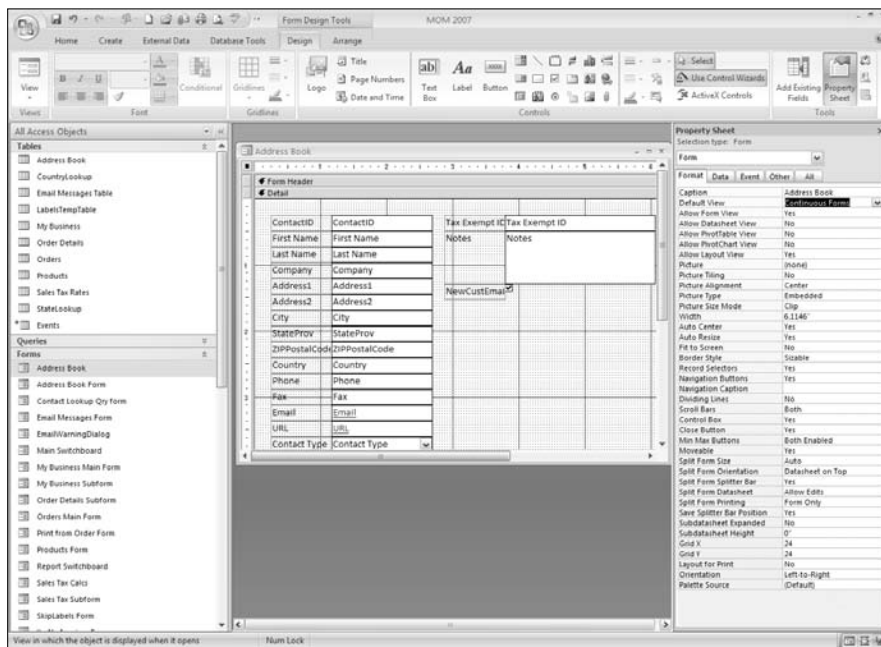 Form Design Tools
MOM 2007
Home Create External Data Database Tools Design Arrange
View
Views
B I U
Conditional
Font
Gridlines
Gridlines
Logo
Title
Page Numbers
Date and Time
ab|
Text Box
Aa
Label
Button
Controls
Select
Use Control Wizards
ActiveX Controls
Add Existing Fields
Property Sheet
Tools
All Access Objects
Tables
Address Book
CountryLookup
Email Messages Table
LabelsTempTable
My Business
Order Details
Orders
Products
Sales Tax Rates
StateLookup
Events
Queries
Forms
Address Book
Address Book Form
Contact Lookup Qry form
Email Messages Form
EmailWarningDialog
Main Switchboard
My Business Main Form
My Business Subform
Order Details Subform
Orders Main Form
Print from Order Form
Products Form
Report Switchboard
Sales Tax Calcs
Sales Tax Subform
SkipLabels Form
Address Book
Form Header
Detail
ContactID ContactID
First Name First Name
Last Name Last Name
Company Company
Address1 Address1
Address2 Address2
City City
StateProv StateProv
ZIPPostalCode ZIPPostalCode
Country Country
Phone Phone
Fax Fax
Email Email
URL URL
Contact Type Contact Type
Tax Exempt ID Tax Exempt ID
Notes Notes
NewCustEmai
Property Sheet
Selection type: Form
Form
Format Data Event Other All
Caption Address Book
Default View Continuous Forms
Allow Form View Yes
Allow Datasheet View No
Allow PivotTable View No
Allow PivotChart View No
Allow Layout View Yes
Picture (none)
Picture Tiling No
Picture Alignment Center
Picture Type Embedded
Picture Size Mode Clip
Width 6.1146"
Auto Center Yes
Auto Resize Yes
Fit to Screen No
Border Style Sizable
Record Selectors Yes
Navigation Buttons Yes
Navigation Caption
Dividing Lines No
Scroll Bars Both
Control Box Yes
Close Button Yes
Min Max Buttons Both Enabled
Moveable Yes
Split Form Size Auto
Split Form Orientation Datasheet on Top
Split Form Splitter Bar Yes
Split Form Datasheet Allow Edits
Split Form Printing Form Only
Save Splitter Bar Position Yes
Subdatasheet Expanded No
Subdatasheet Height 0"
Grid X 24
Grid Y 24
Layout for Print No
Orientation Left-to-Right
Palette Source (Default)
View in which the object is displayed when it opens
Num Lock